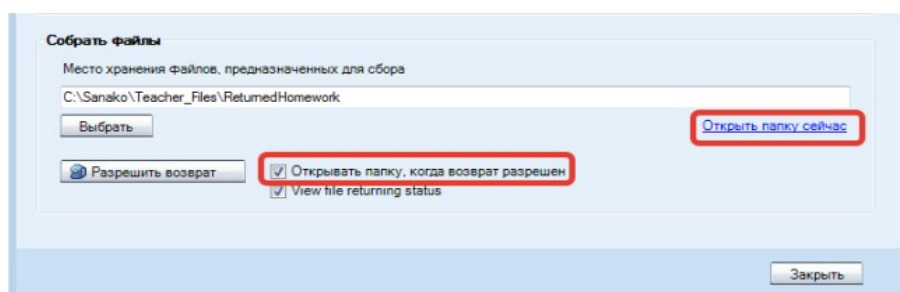 Собрать файлы
Место хранения файлов, предназначенных для сбора
C:\Sanako\Teacher_Files\ReturnedHomework
Выбрать
Открыть папку сейчас
Разрешить возврат
Открывать папку, когда возврат разрешен
View file returning status
Закрыть